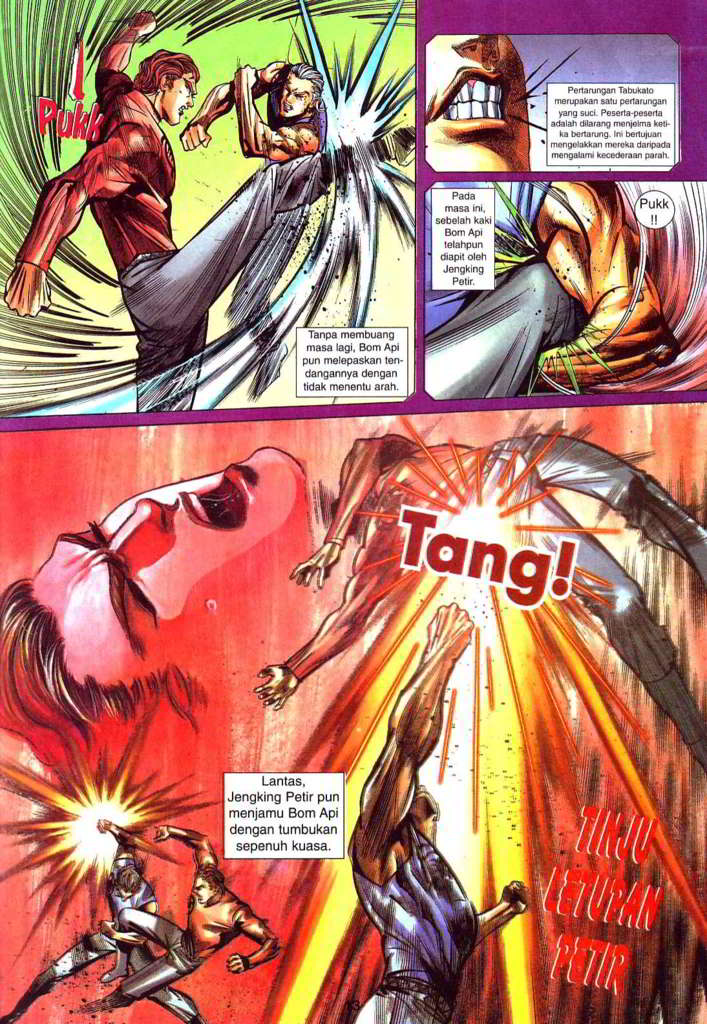 Pukk
!
Tanpa membuang
masa lagi, Bom Api
pun melepaskan ten-
dangannya dengan
tidak menentu arah.
Pertarungan Tabukato
merupakan satu pertarungan
yang suci. Peserta-peserta
adalah dilarang menjelma keti-
ka bertarung. Ini bertujuan
mengelakkan mereka daripada
mengalami kecederaan parah.
Pada
masa ini,
sebelah kaki
Bom Api
telahpun
diapit oleh
Jengking
Petir.
Pukk
!!
Tang!
Lantas,
Jengking Petir pun
menjamu Bom Api
dengan tumbukan
sepenuh kuasa.
TINJU
LETUPAN
PETIR